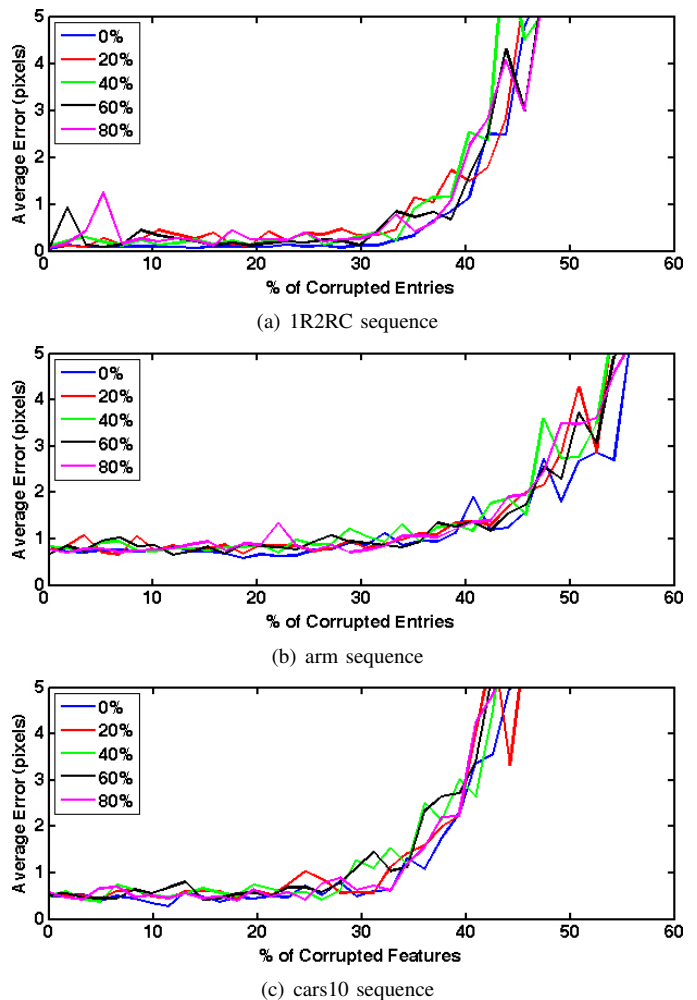 5
4
3
2
1
0
Average Error (pixels)
0%
20%
40%
60%
80%
0 10 20 30 40 50 60
% of Corrupted Entries
(a) 1R2RC sequence
5
4
3
2
1
0
Average Error (pixels)
0%
20%
40%
60%
80%
0 10 20 30 40 50 60
% of Corrupted Entries
(b) arm sequence
5
4
3
2
1
0
Average Error (pixels)
0%
20%
40%
60%
80%
0 10 20 30 40 50 60
% of Corrupted Features
(c) cars10 sequence